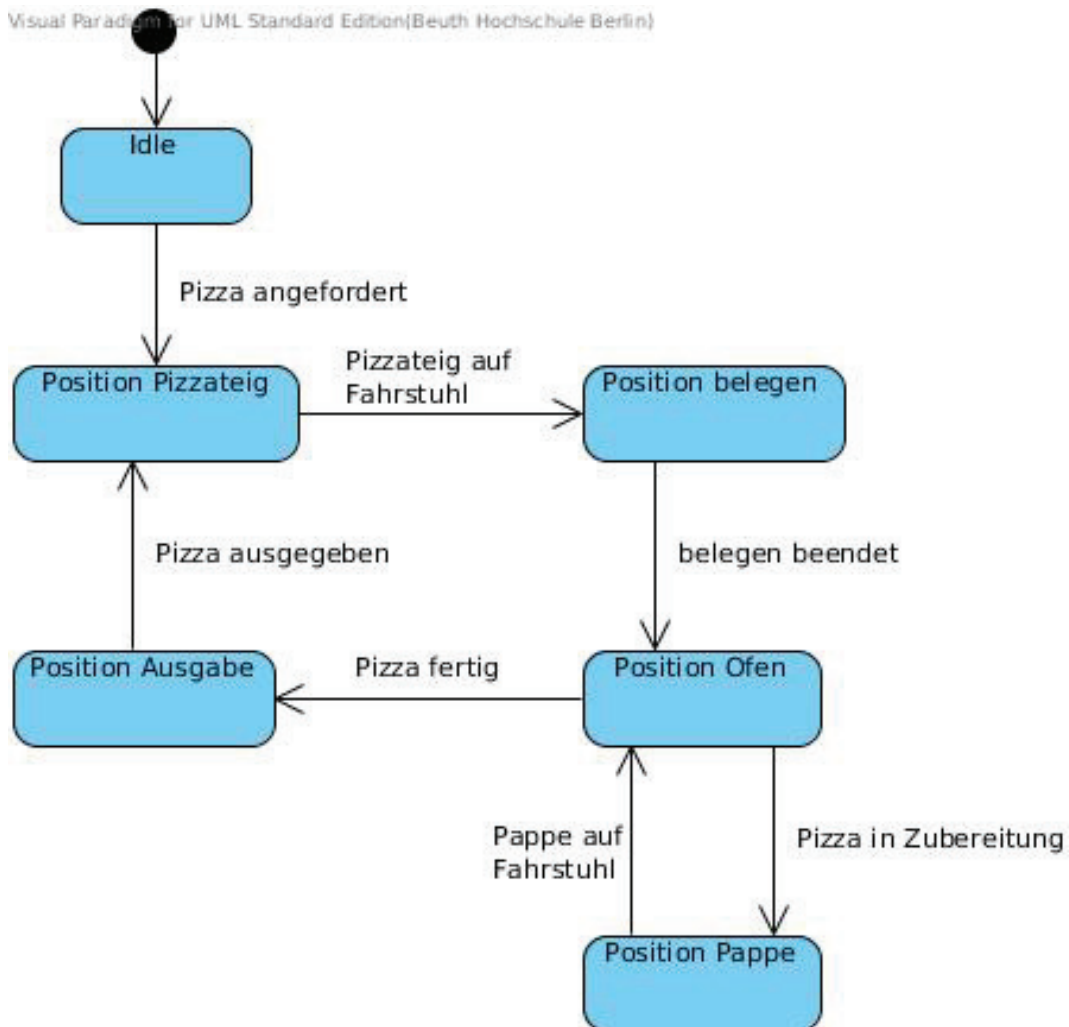 Visual Paradigm for UML Standard Edition(Beuth Hochschule Berlin)
Idle
Pizza angefordert
Position Pizzateig
Pizzateig auf
Fahrstuhl
Position belegen
Pizza ausgegeben
belegen beendet
Position Ausgabe
Pizza fertig
Position Ofen
Pappe auf
Fahrstuhl
Pizza in Zubereitung
Position Pappe